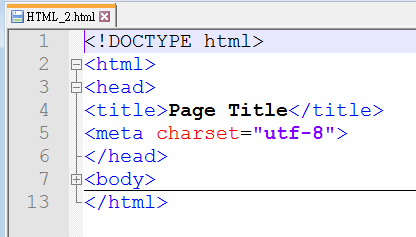 HTML_2.html
1 <!DOCTYPE html>
2 <html>
3 <head>
4 <title>Page Title</title>
5 <meta charset="utf-8">
6 </head>
7 <body>
13 </html>